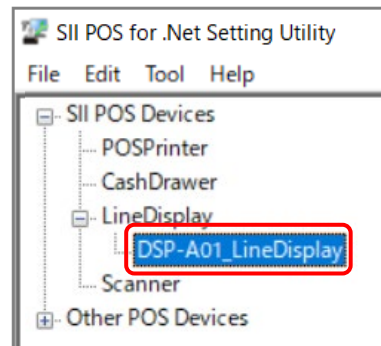 SII POS for .Net Setting Utility
File Edit Tool Help
SII POS Devices
POSPrinter
CashDrawer
LineDisplay
DSP-A01_LineDisplay
Scanner
Other POS Devices